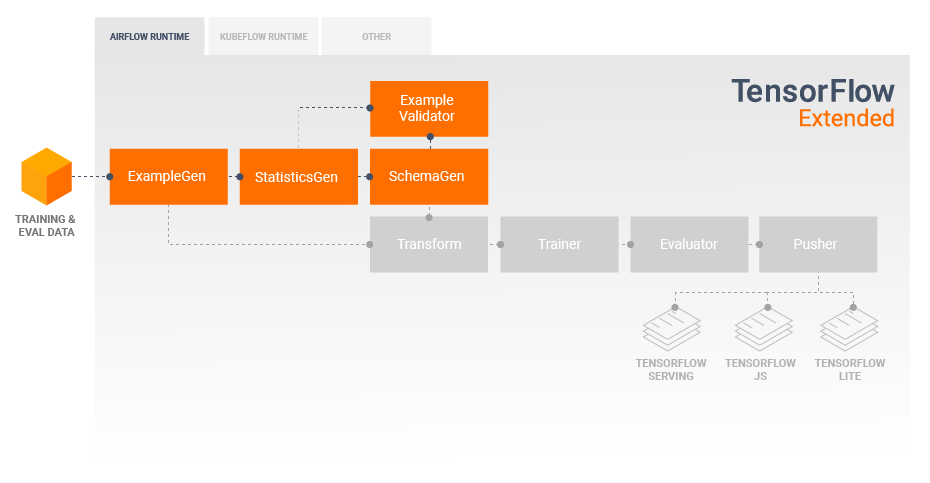 AIRFLOW RUNTIME
KUBEFLOW RUNTIME
OTHER
TensorFlow
Extended
Example
Validator
ExampleGen
StatisticsGen
SchemaGen
TRAINING &
EVAL DATA
Transform
Trainer
Evaluator
Pusher
TENSORFLOW
SERVING
TENSORFLOW
JS
TENSORFLOW
LITE